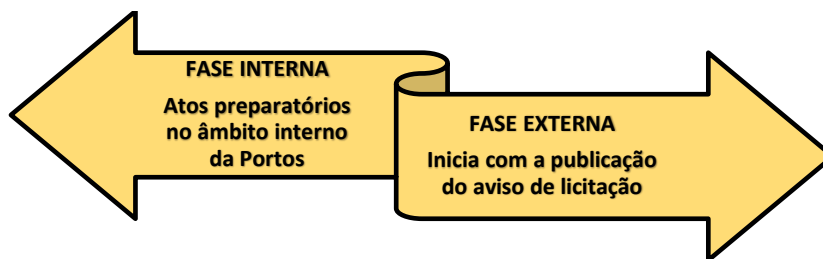 FASE INTERNA
Atos preparatórios
no âmbito interno
da Portos
FASE EXTERNA
Inicia com a publicação
do aviso de licitação